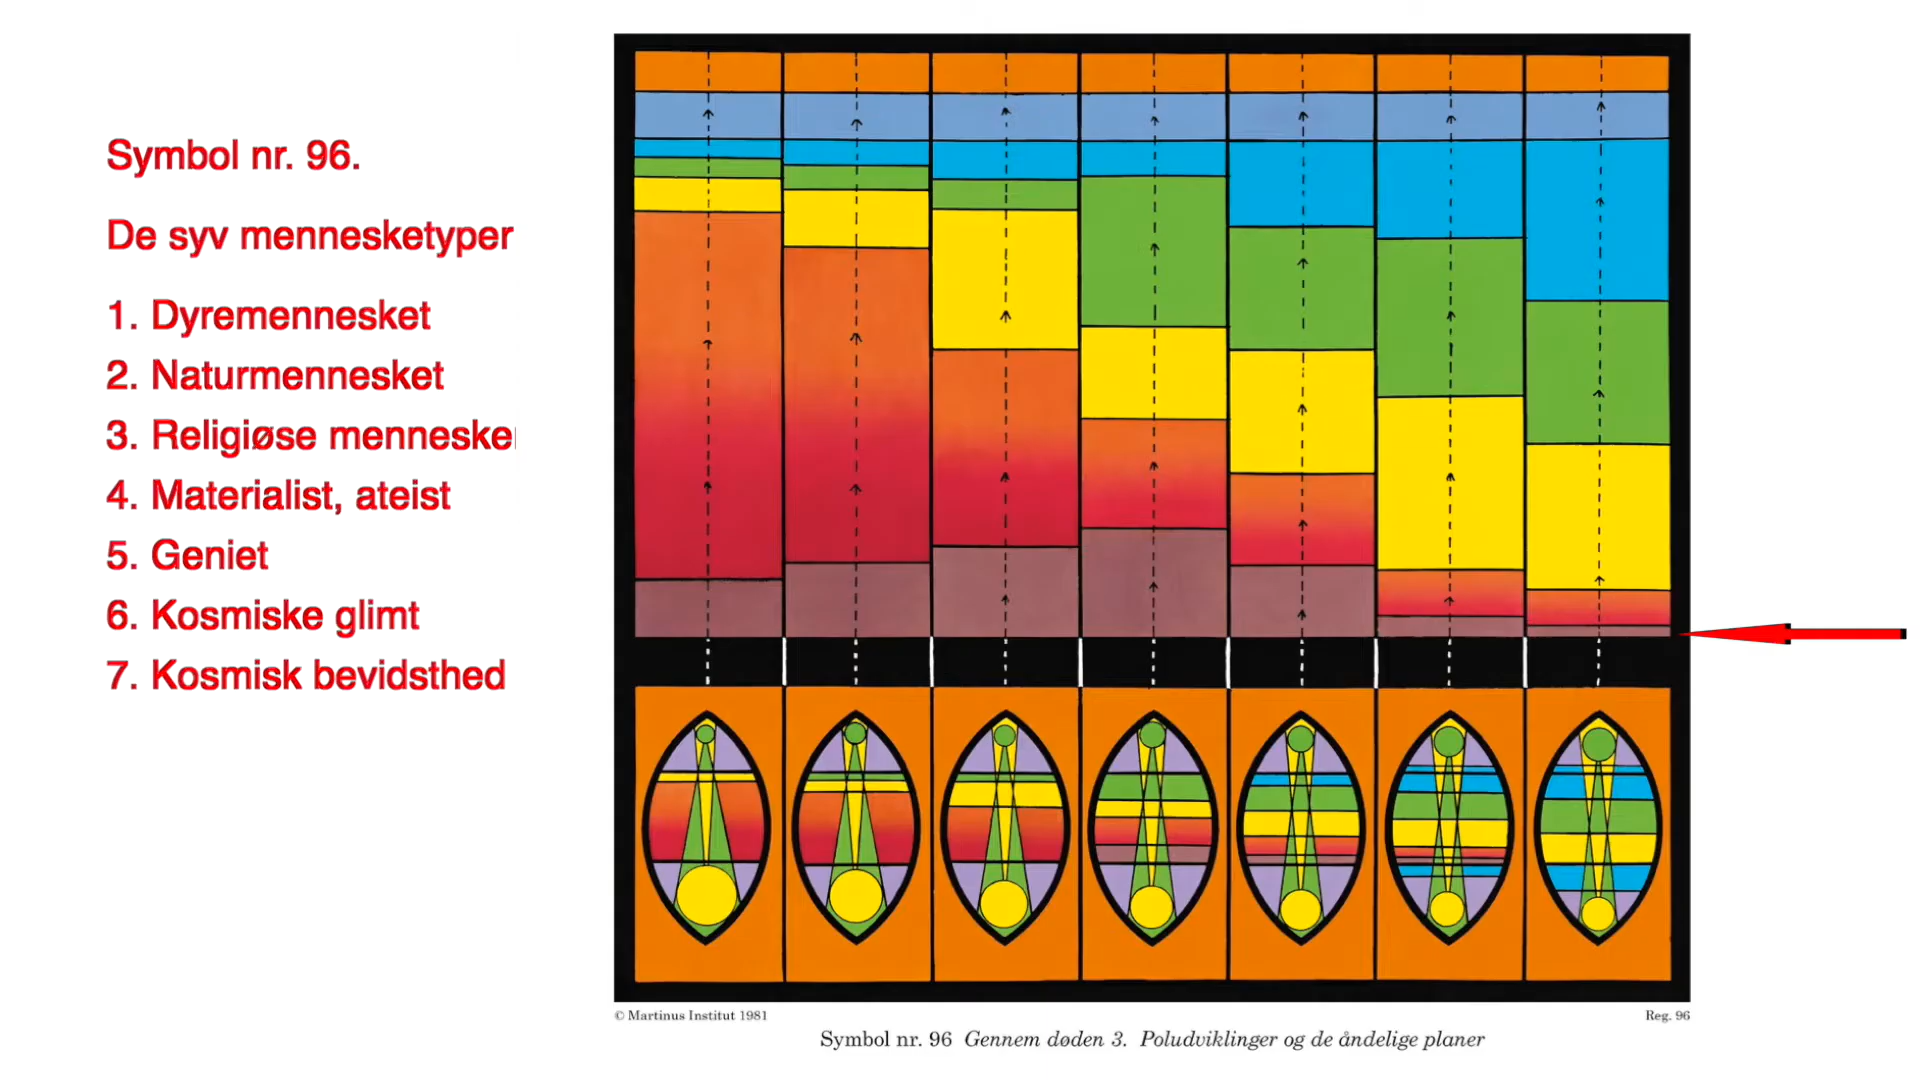 Symbol nr. 96.
De syv mennesketyper
1. Dyremennesket
2. Naturmennesket
3. Religiøse menneske
4. Materialist, ateist
5. Geniet
6. Kosmiske glimt
7. Kosmisk bevidsthed
© Martinus Institut 1981
Reg. 96
Symbol nr. 96 Gennem døden 3. Poludviklinger og de åndelige planer